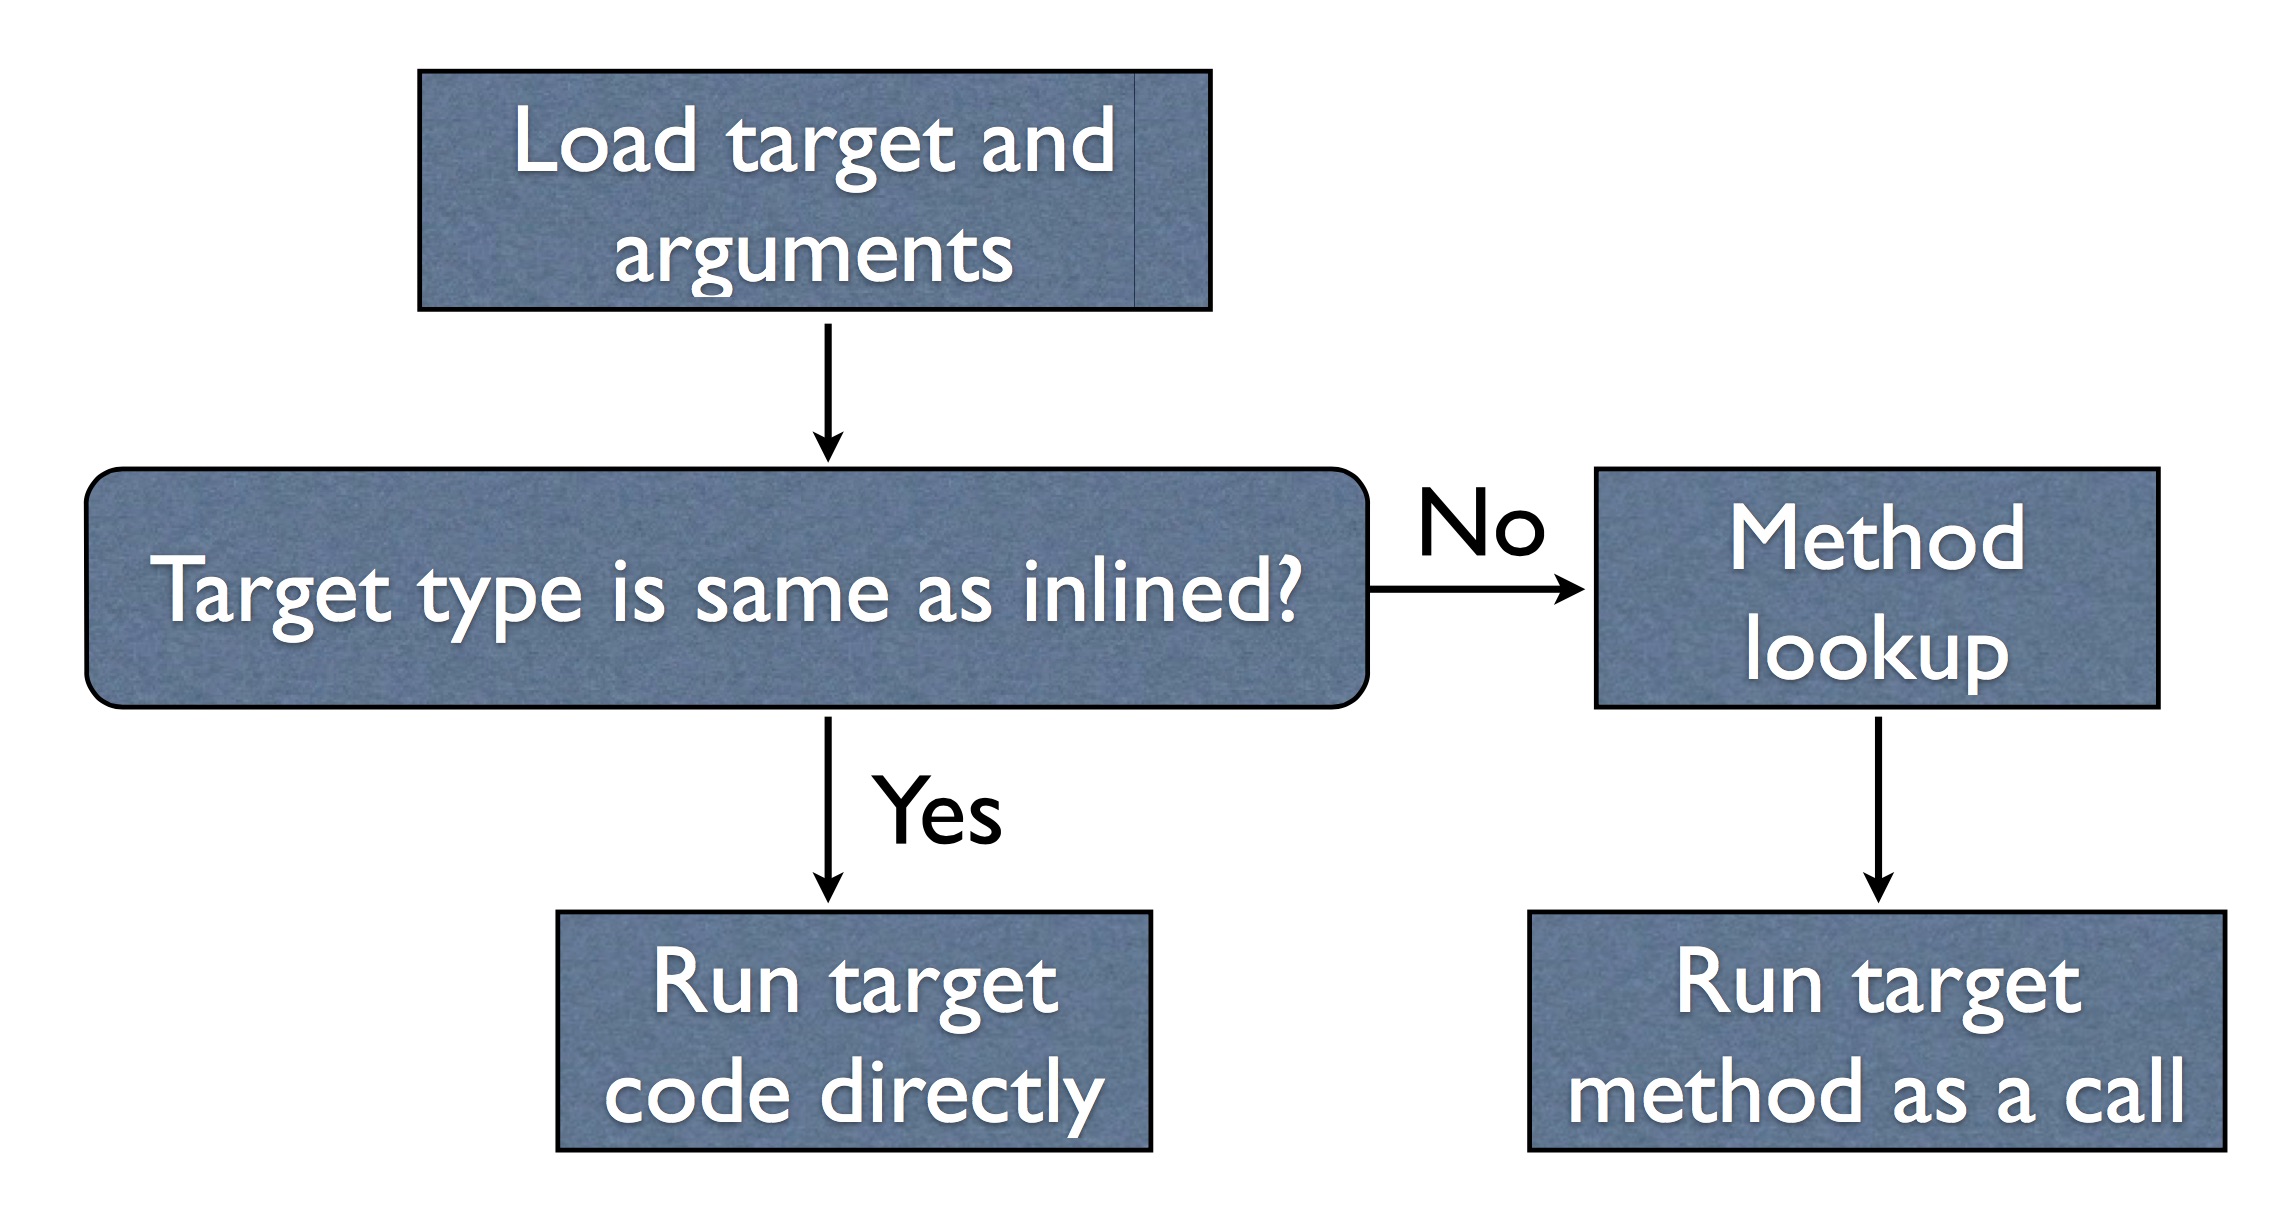 Load target and
arguments
Target type is same as inlined?
No
Method
lookup
Yes
Run target
code directly
Run target
method as a call